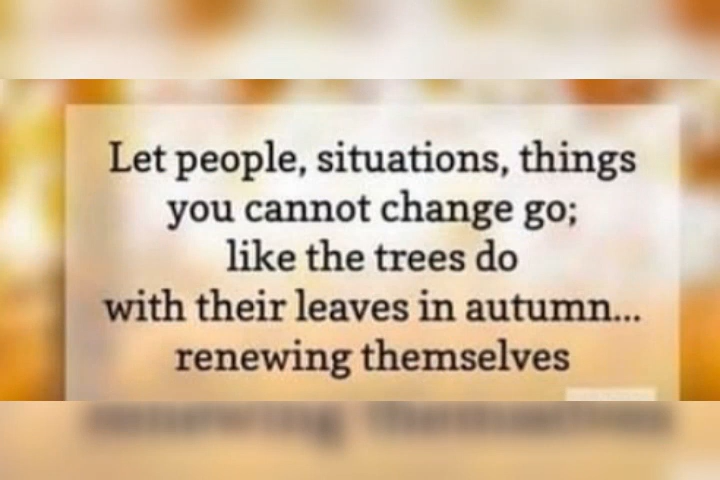 Let people, situations, things
you cannot change go;
like the trees do
with their leaves in autumn...
renewing themselves